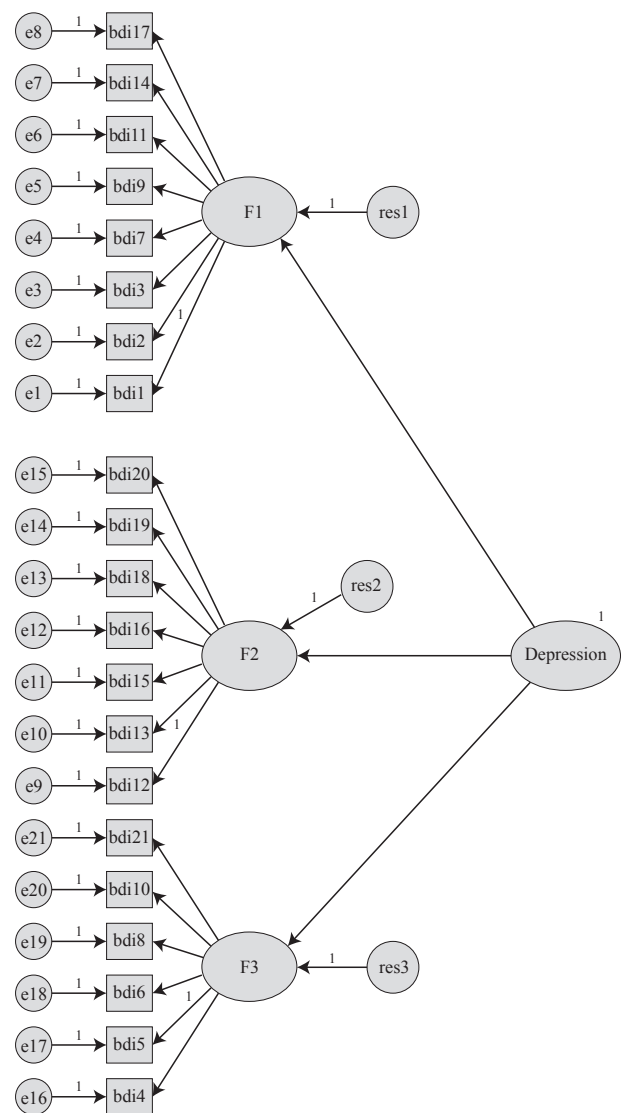 e8 1 bdi17
e7 1 bdi14
e6 1 bdi11
e5 1 bdi9
F1 1 res1
e4 1 bdi7
e3 1 bdi3
1
e2 1 bdi2
e1 1 bdi1
e15 1 bdi20
e14 1 bdi19
e13 1 bdi18
1 res2
e12 1 bdi16
1
F2
Depression
e11 1 bdi15
e10 1 bdi13
1
e9 1 bdi12
e21 1 bdi21
e20 1 bdi10
e19 1 bdi8
F3 1 res3
e18 1 bdi6
1
e17 1 bdi5
e16 1 bdi4